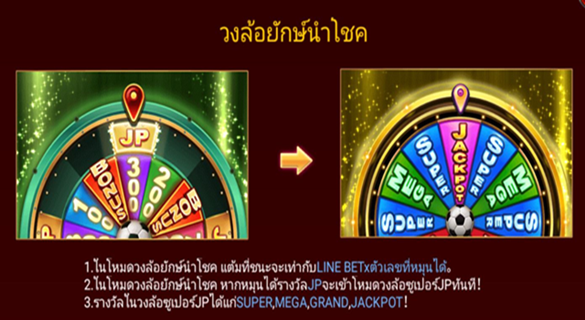 วงล้อยักษ์นำโชค
JP
BONUS
300
200
BONUS
100
JACKPOT
SUPER
SUPER
MEGA
MEGA
SUPER
SUPER
1.ในโหมดวงล้อยักษ์นำโชค แต้มที่ชนะจะเท่ากับLINE BETxตัวเลขที่หมุนได้。
2.ในโหมดวงล้อยักษ์นำโชค หากหมุนได้รางวัลJPจะเข้าโหมดวงล้อซูเปอร์JPทันที!
3.รางวัลในวงล้อซูเปอร์JPได้แก่SUPER,MEGA,GRAND,JACKPOT!